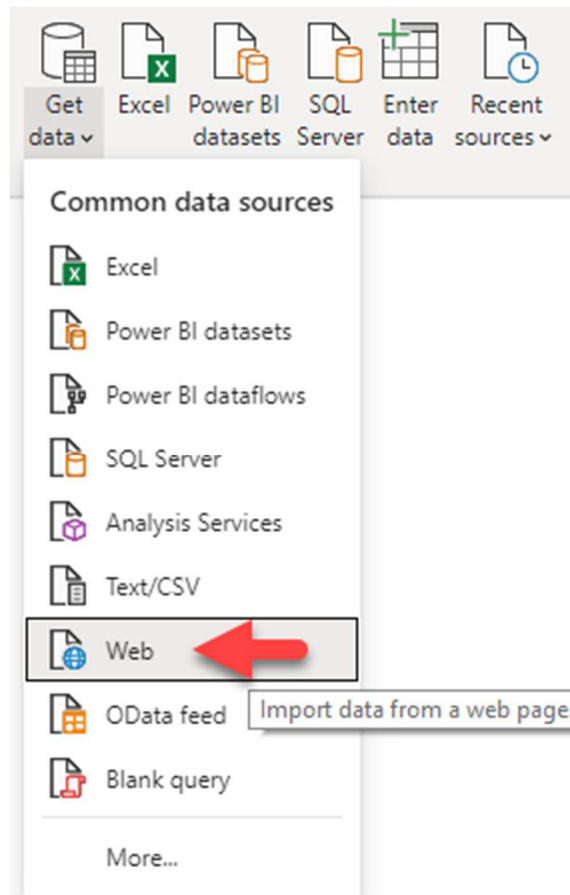 Get data
Excel
Power BI datasets
SQL Server
Enter data
Recent sources
Common data sources
Excel
Power BI datasets
Power BI dataflows
SQL Server
Analysis Services
Text/CSV
Web
OData feed
Import data from a web page
Blank query
More...